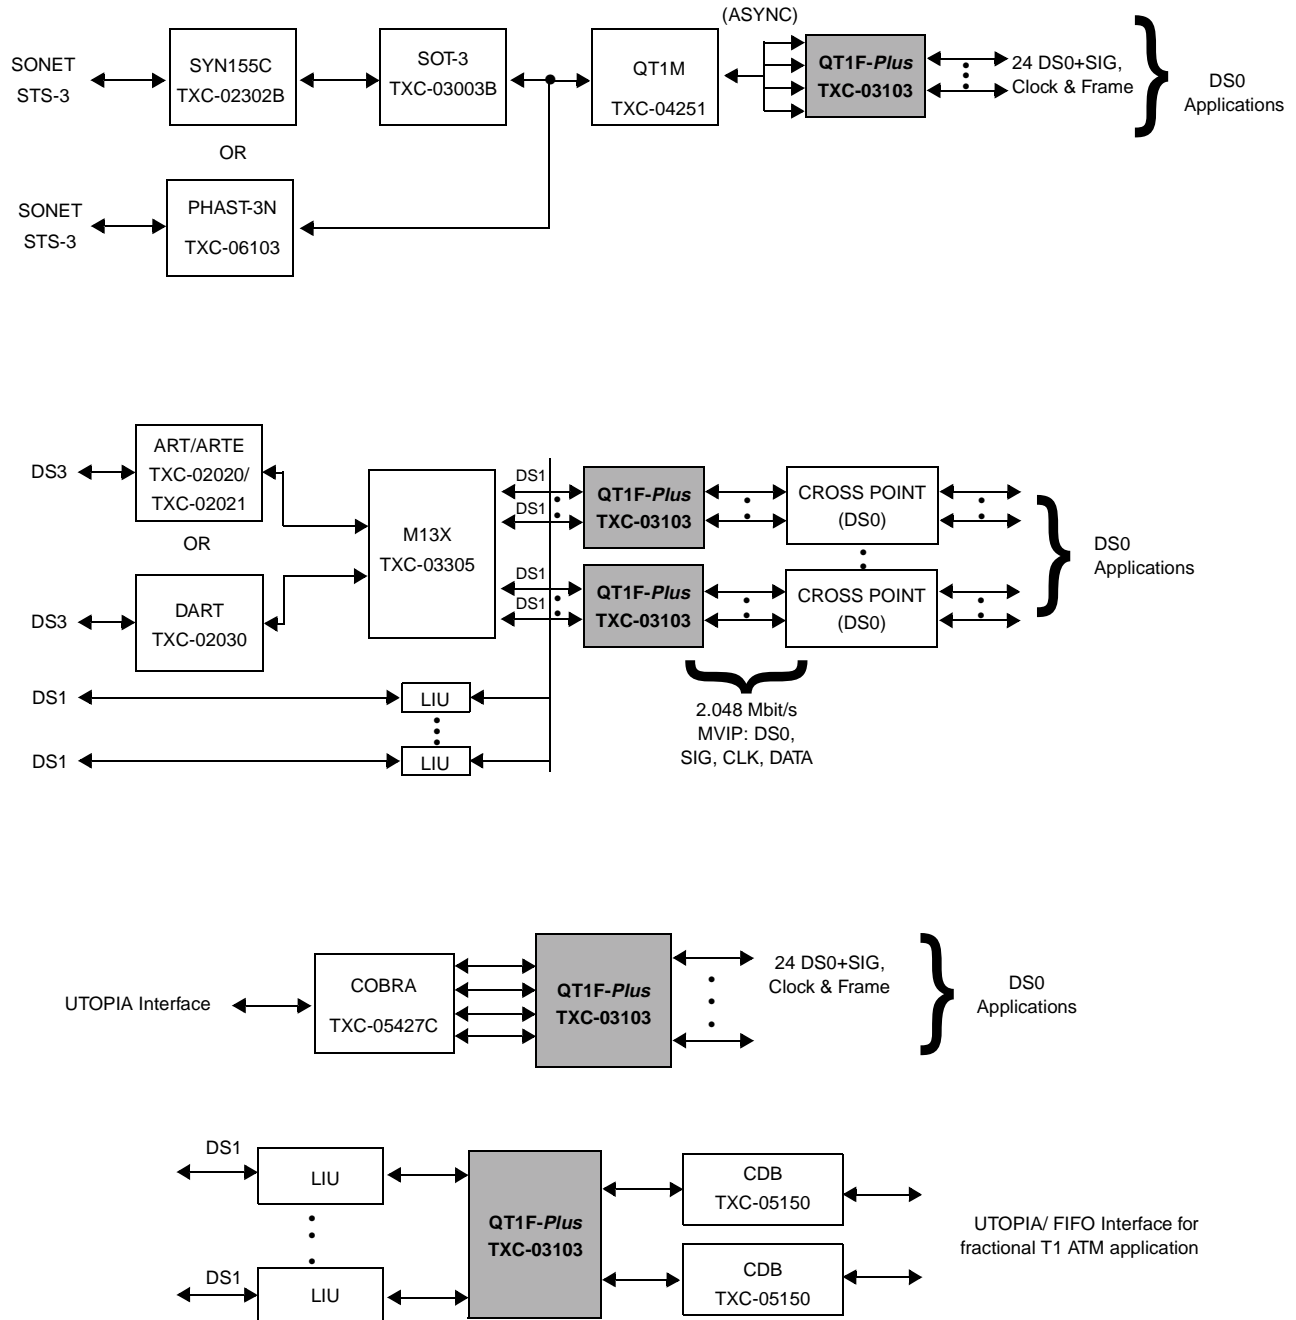 (ASYNC)
SONET
STS-3
SYN155C
TXC-02302B
SOT-3
TXC-03003B
QT1M
TXC-04251
QT1F-Plus
TXC-03103
24 DS0+SIG,
Clock & Frame
DS0
Applications
OR
SONET
STS-3
PHAST-3N
TXC-06103
DS3
ART/ARTE
TXC-02020/
TXC-02021
OR
DS3
DART
TXC-02030
M13X
TXC-03305
DS1
DS1
QT1F-Plus
TXC-03103
CROSS POINT
(DS0)
DS1
DS1
QT1F-Plus
TXC-03103
CROSS POINT
(DS0)
DS0
Applications
DS1
LIU
DS1
LIU
2.048 Mbit/s
MVIP: DS0,
SIG, CLK, DATA
UTOPIA Interface
COBRA
TXC-05427C
QT1F-Plus
TXC-03103
24 DS0+SIG,
Clock & Frame
DS0
Applications
DS1
LIU
DS1
LIU
QT1F-Plus
TXC-03103
CDB
TXC-05150
CDB
TXC-05150
UTOPIA/ FIFO Interface for
fractional T1 ATM application